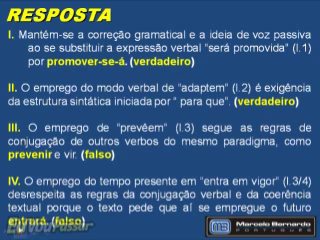 RESPOSTA
I. Mantém-se a correção gramatical e a ideia de voz passiva
ao se substituir a expressão verbal “será promovida” (l.1)
por promover-se-á. (verdadeiro)
II. O emprego do modo verbal de “adaptem” (l.2) é exigência
da estrutura sintática iniciada por “ para que”. (verdadeiro)
III. O emprego de “prevêem” (l.3) segue as regras de
conjugação de outros verbos do mesmo paradigma, como
prevenir e vir. (falso)
IV. O emprego do tempo presente em “entra em vigor” (l.3/4)
desrespeita as regras da conjugação verbal e da coerência
textual porque o texto pede que aí se empregue o futuro
entrará. (falso)
Eu Vou Passar
MB Marcelo Bernardo
PORTUGUÊS